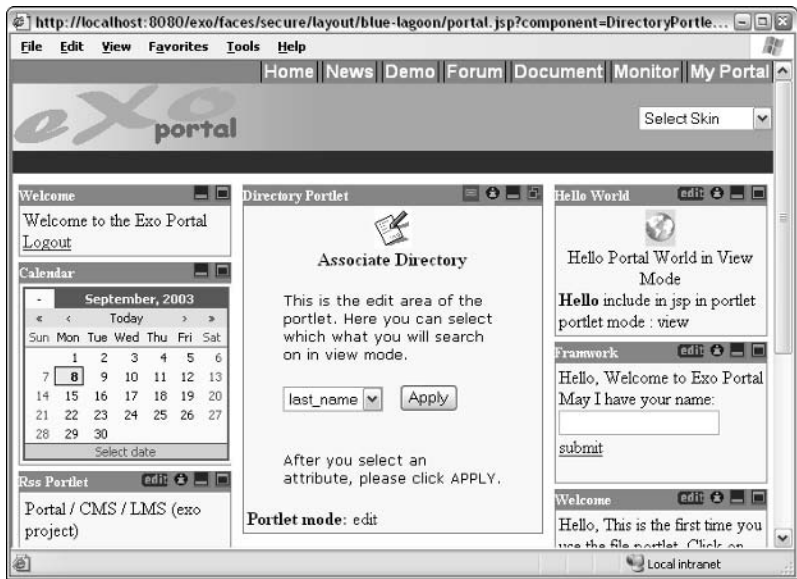 http://localhost:8080/exo/faces/secure/layout/blue-lagoon/portal.jsp?component=DirectoryPortle...
File Edit View Favorites Tools Help
Home News Demo Forum Document Monitor My Portal
eXo portal
Select Skin
Welcome
Welcome to the Exo Portal
Logout
Calendar
- September, 2003
« ‹ Today › »
Sun Mon Tue Wed Thu Fri Sat
1 2 3 4 5 6
7 8 9 10 11 12 13
14 15 16 17 18 19 20
21 22 23 24 25 26 27
28 29 30
Select date
Rss Portlet edit
Portal / CMS / LMS (exo
project)
Directory Portlet
Associate Directory
This is the edit area of the
portlet. Here you can select
which what you will search
on in view mode.
last_name Apply
After you select an
attribute, please click APPLY.
Portlet mode: edit
Hello World edit
Hello Portal World in View
Mode
Hello include in jsp in portlet
portlet mode : view
Framwork edit
Hello, Welcome to Exo Portal
May I have your name:
submit
Welcome edit
Hello, This is the first time you
use the file portlet. Click on
Local intranet